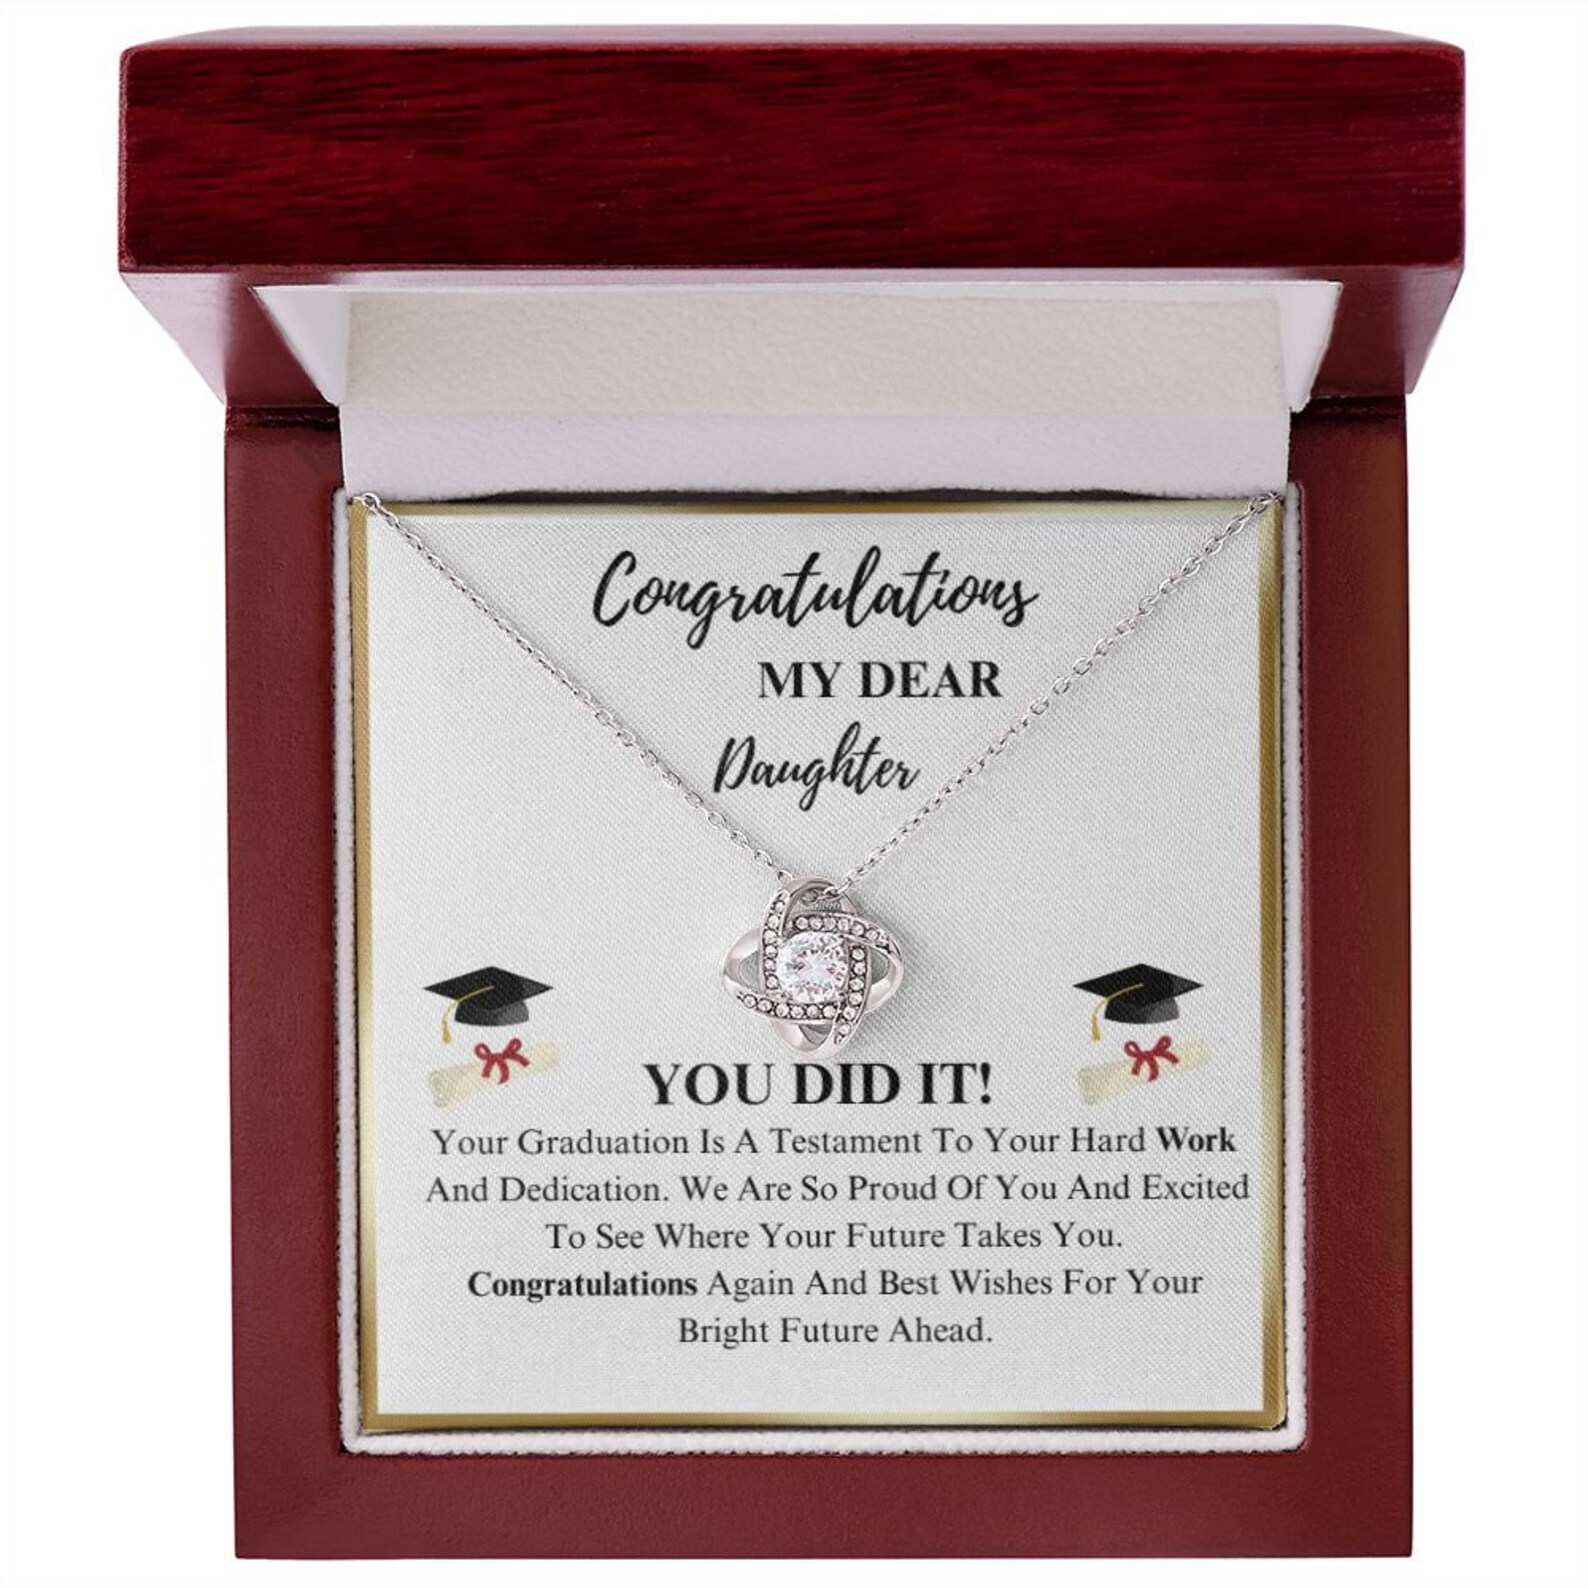 Congratulations
MY DEAR
Daughter
YOU DID IT!
Your Graduation Is A Testament To Your Hard Work
And Dedication. We Are So Proud Of You And Excited
To See Where Your Future Takes You.
Congratulations Again And Best Wishes For Your
Bright Future Ahead.